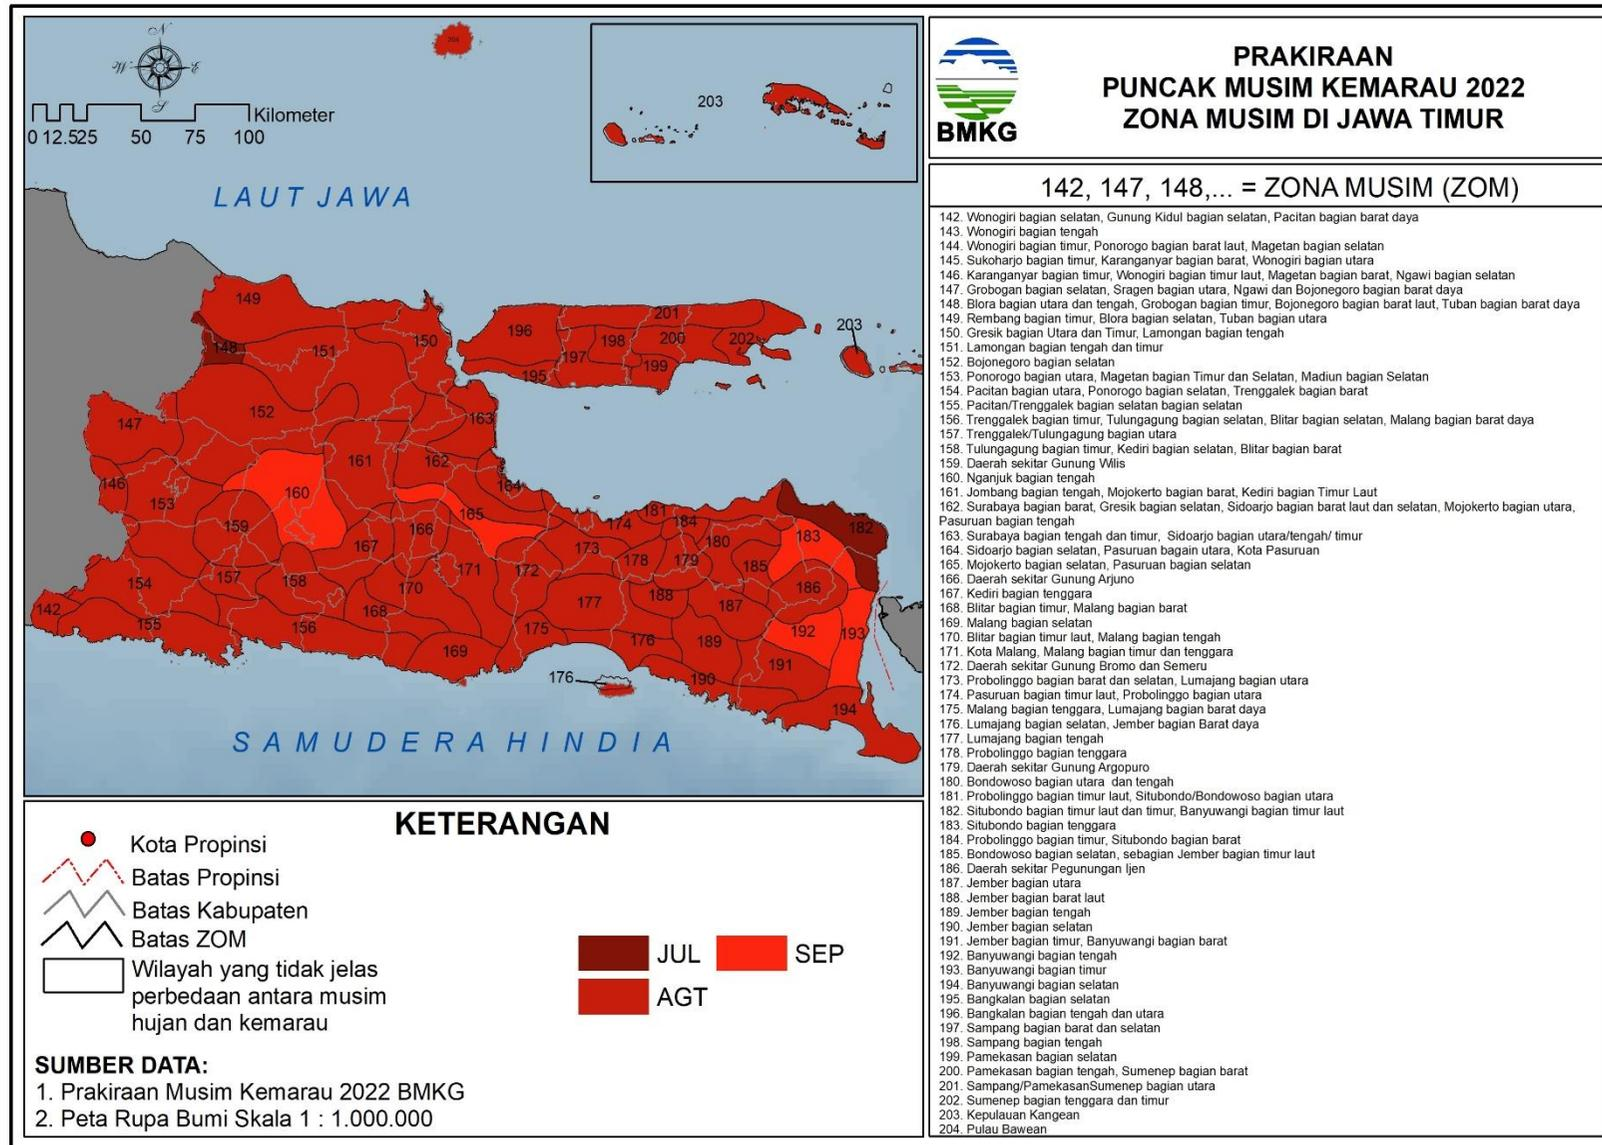 N
W
E
S
Kilometer
0 12.525 50 75 100
LAUT JAWA
204
203
203
149
148
151
150
196
201
197
198
200
202
199
195
147
152
163
146
153
160
161
162
164
165
159
166
167
154
157
158
170
171
172
173
174
181
184
180
182
183
178
179
185
186
142
155
156
168
169
175
177
188
187
176
189
192
193
176
190
191
194
SAMUDERA HINDIA
BMKG
PRAKIRAAN
PUNCAK MUSIM KEMARAU 2022
ZONA MUSIM DI JAWA TIMUR
142, 147, 148,... = ZONA MUSIM (ZOM)
142. Wonogiri bagian selatan, Gunung Kidul bagian selatan, Pacitan bagian barat daya
143. Wonogiri bagian tengah
144. Wonogiri bagian timur, Ponorogo bagian barat laut, Magetan bagian selatan
145. Sukoharjo bagian timur, Karanganyar bagian barat, Wonogiri bagian utara
146. Karanganyar bagian timur, Wonogiri bagian timur laut, Magetan bagian barat, Ngawi bagian selatan
147. Grobogan bagian selatan, Sragen bagian utara, Ngawi dan Bojonegoro bagian barat daya
148. Blora bagian utara dan tengah, Grobogan bagian timur, Bojonegoro bagian barat laut, Tuban bagian barat daya
149. Rembang bagian timur, Blora bagian selatan, Tuban bagian utara
150. Gresik bagian Utara dan Timur, Lamongan bagian tengah
151. Lamongan bagian tengah dan timur
152. Bojonegoro bagian selatan
153. Ponorogo bagian utara, Magetan bagian Timur dan Selatan, Madiun bagian Selatan
154. Pacitan bagian utara, Ponorogo bagian selatan, Trenggalek bagian barat
155. Pacitan/Trenggalek bagian selatan bagian selatan
156. Trenggalek bagian timur, Tulungagung bagian selatan, Blitar bagian selatan, Malang bagian barat daya
157. Trenggalek/Tulungagung bagian utara
158. Tulungagung bagian timur, Kediri bagian selatan, Blitar bagian barat
159. Daerah sekitar Gunung Wilis
160. Nganjuk bagian tengah
161. Jombang bagian tengah, Mojokerto bagian barat, Kediri bagian Timur Laut
162. Surabaya bagian barat, Gresik bagian selatan, Sidoarjo bagian barat laut dan selatan, Mojokerto bagian utara,
Pasuruan bagian tengah
163. Surabaya bagian tengah dan timur, Sidoarjo bagian utara/tengah/ timur
164. Sidoarjo bagian selatan, Pasuruan bagain utara, Kota Pasuruan
165. Mojokerto bagian selatan, Pasuruan bagian selatan
166. Daerah sekitar Gunung Arjuno
167. Kediri bagian tenggara
168. Blitar bagian timur, Malang bagian barat
169. Malang bagian selatan
170. Blitar bagian timur laut, Malang bagian tengah
171. Kota Malang, Malang bagian timur dan tenggara
172. Daerah sekitar Gunung Bromo dan Semeru
173. Probolinggo bagian barat dan selatan, Lumajang bagian utara
174. Pasuruan bagian timur laut, Probolinggo bagian utara
175. Malang bagian tenggara, Lumajang bagian barat daya
176. Lumajang bagian selatan, Jember bagian Barat daya
177. Lumajang bagian tengah
178. Probolinggo bagian tenggara
179. Daerah sekitar Gunung Argopuro
180. Bondowoso bagian utara dan tengah
181. Probolinggo bagian timur laut, Situbondo/Bondowoso bagian utara
182. Situbondo bagian timur laut dan timur, Banyuwangi bagian timur laut
183. Situbondo bagian tenggara
184. Probolinggo bagian timur, Situbondo bagian barat
185. Bondowoso bagian selatan, sebagian Jember bagian timur laut
186. Daerah sekitar Pegunungan Ijen
187. Jember bagian utara
188. Jember bagian barat laut
189. Jember bagian tengah
190. Jember bagian selatan
191. Jember bagian timur, Banyuwangi bagian barat
192. Banyuwangi bagian tengah
193. Banyuwangi bagian timur
194. Banyuwangi bagian selatan
195. Bangkalan bagian selatan
196. Bangkalan bagian tengah dan utara
197. Sampang bagian barat dan selatan
198. Sampang bagian tengah
199. Pamekasan bagian selatan
200. Pamekasan bagian tengah, Sumenep bagian barat
201. Sampang/PamekasanSumenep bagian utara
202. Sumenep bagian tenggara dan timur
203. Kepulauan Kangean
204. Pulau Bawean
KETERANGAN
Kota Propinsi
Batas Propinsi
Batas Kabupaten
Batas ZOM
Wilayah yang tidak jelas
perbedaan antara musim
hujan dan kemarau
JUL
SEP
AGT
SUMBER DATA:
1. Prakiraan Musim Kemarau 2022 BMKG
2. Peta Rupa Bumi Skala 1 : 1.000.000